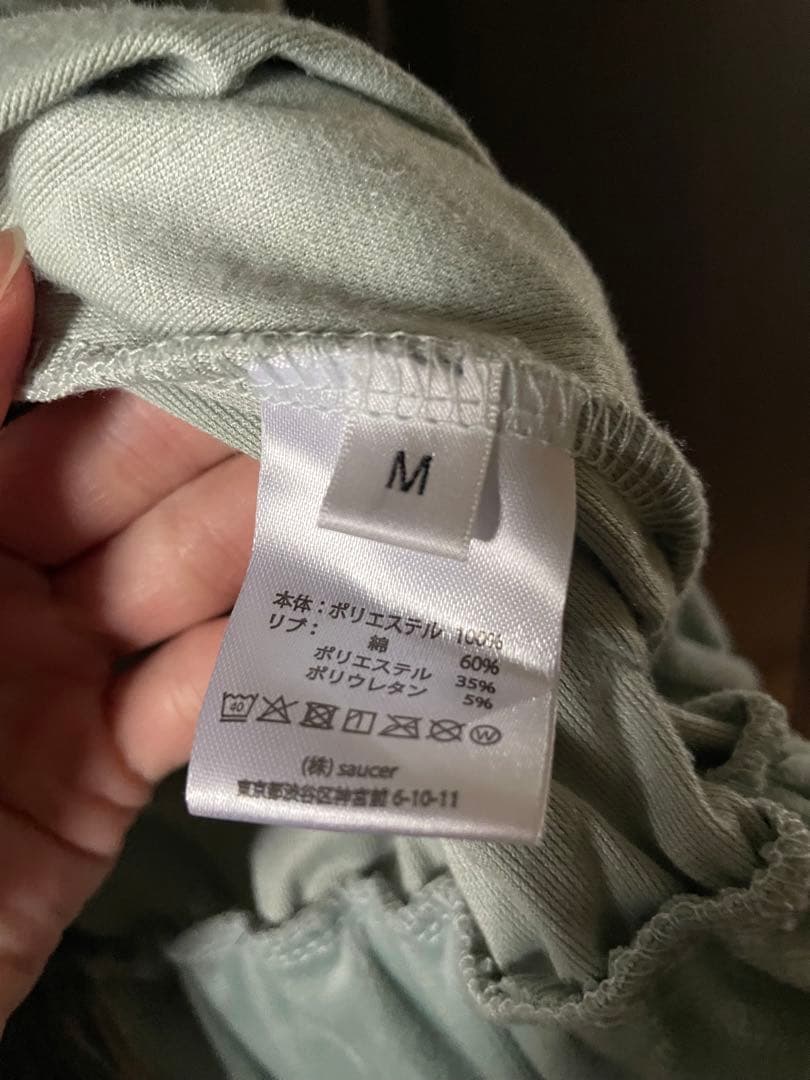 M
本体：ポリエステル 100%
リブ： 綿 60%
ポリエステル 35%
ポリウレタン 5%
40 W
(株) saucer
東京都渋谷区神宮前 6-10-11